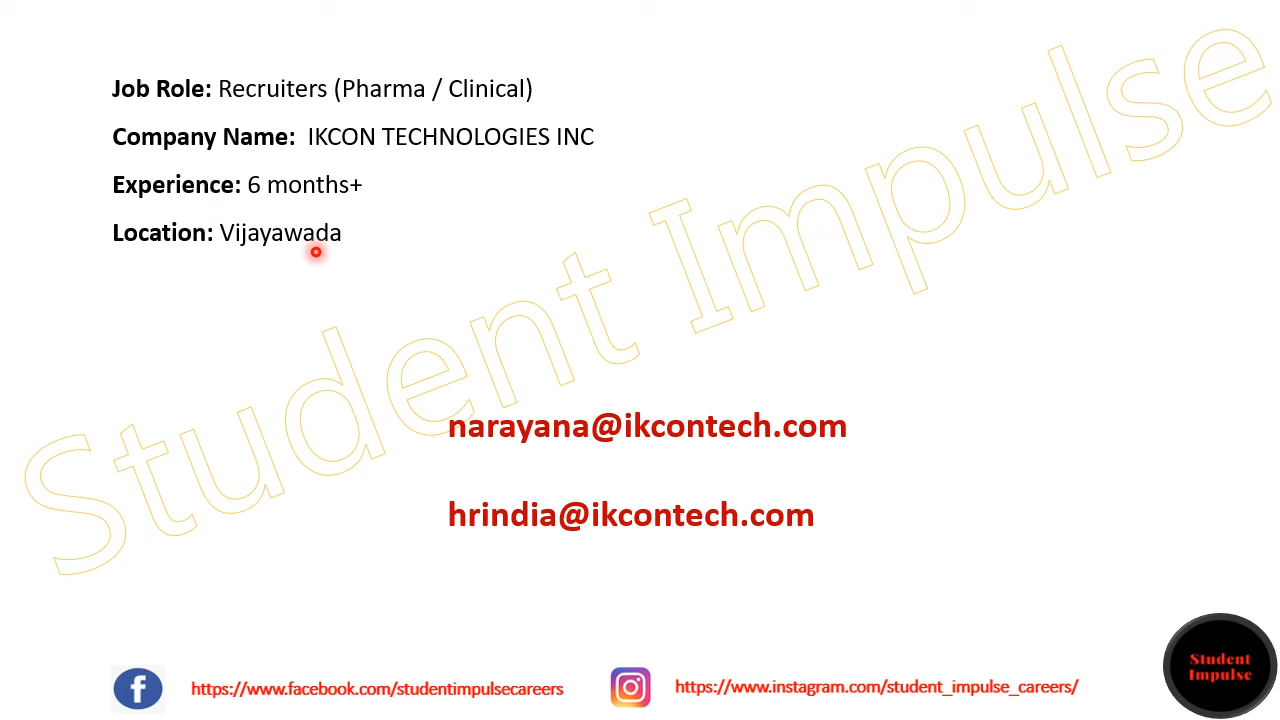 Job Role: Recruiters (Pharma / Clinical)
Company Name: IKCON TECHNOLOGIES INC
Experience: 6 months+
Location: Vijayawada
Student Impulse
narayana@ikcontech.com
hrindia@ikcontech.com
https://www.facebook.com/studentimpulsecareers
https://www.instagram.com/student_impulse_careers/
Student
Impulse